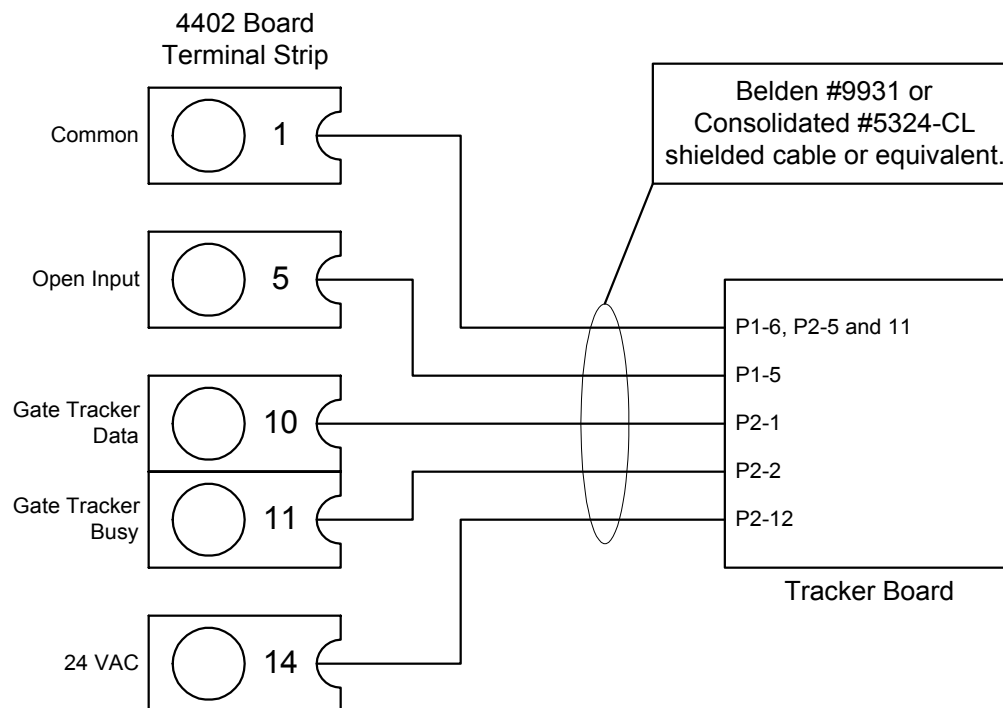 4402 Board
Terminal Strip
Common
1
Open Input
5
Gate Tracker
Data
10
Gate Tracker
Busy
11
24 VAC
14
Belden #9931 or
Consolidated #5324-CL
shielded cable or equivalent.
P1-6, P2-5 and 11
P1-5
P2-1
P2-2
P2-12
Tracker Board